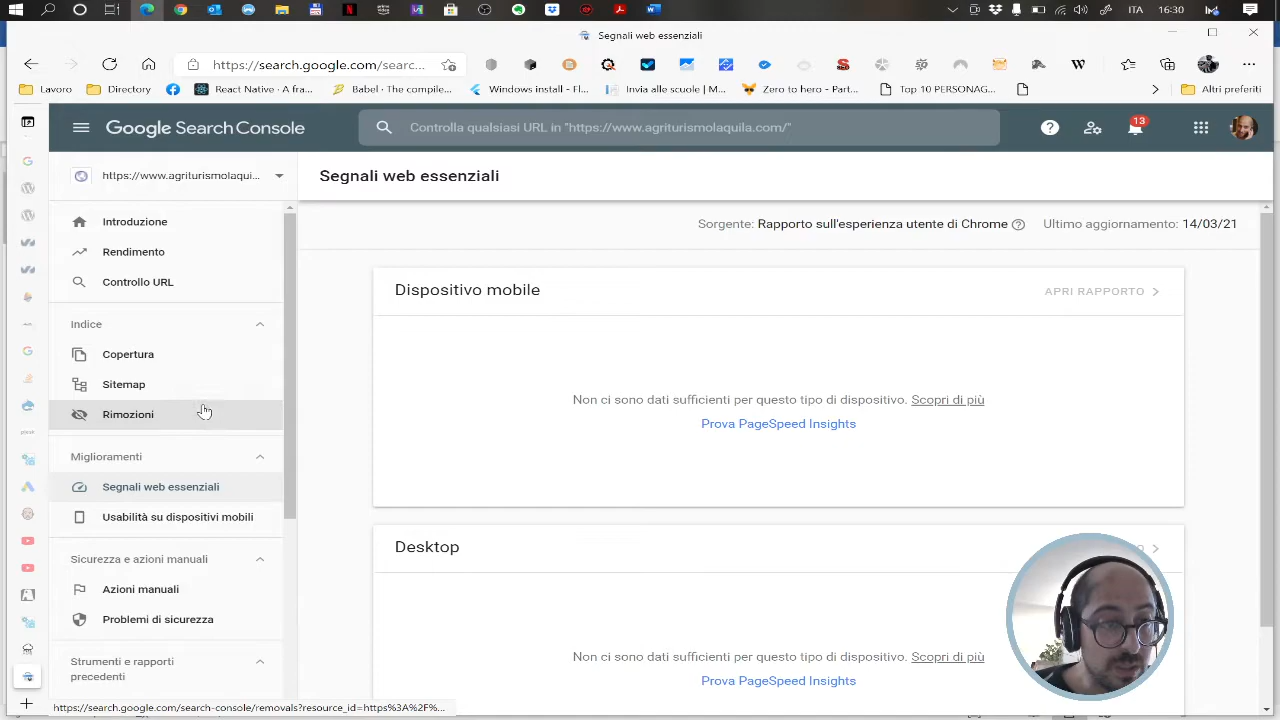 ITA
16:30
Segnali web essenziali
https://search.google.com/searc...
Lavoro
Directory
React Native · A fra...
Babel · The compile...
Windows install - Fl...
Invia alle scuole | M...
Zero to hero - Part...
Top 10 PERSONAG...
Altri preferiti
Google Search Console
Controlla qualsiasi URL in "https://www.agriturismolaquila.com/"
13
https://www.agriturismolaqui...
Segnali web essenziali
Sorgente: Rapporto sull'esperienza utente di Chrome
Ultimo aggiornamento: 14/03/21
Introduzione
Rendimento
Controllo URL
Indice
Copertura
Sitemap
Rimozioni
Miglioramenti
Segnali web essenziali
Usabilità su dispositivi mobili
Sicurezza e azioni manuali
Azioni manuali
Problemi di sicurezza
Strumenti e rapporti
precedenti
Dispositivo mobile
APRI RAPPORTO
Non ci sono dati sufficienti per questo tipo di dispositivo. Scopri di più
Prova PageSpeed Insights
Desktop
Non ci sono dati sufficienti per questo tipo di dispositivo. Scopri di più
Prova PageSpeed Insights
https://search.google.com/search-console/removals?resource_id=https%3A%2F%...